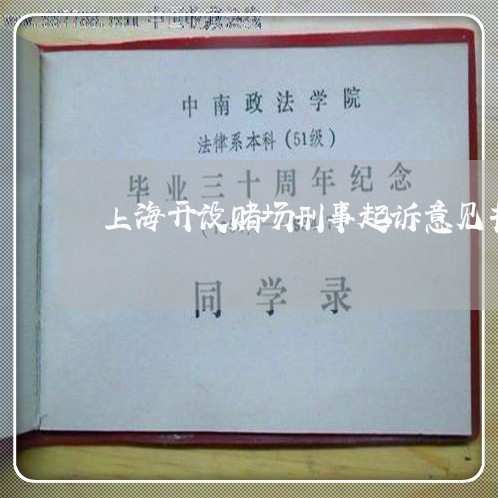 中南政法学院
法律系本科(51级)
毕业三十周年纪念
上海开设赌场刑事起诉意见书
同学录